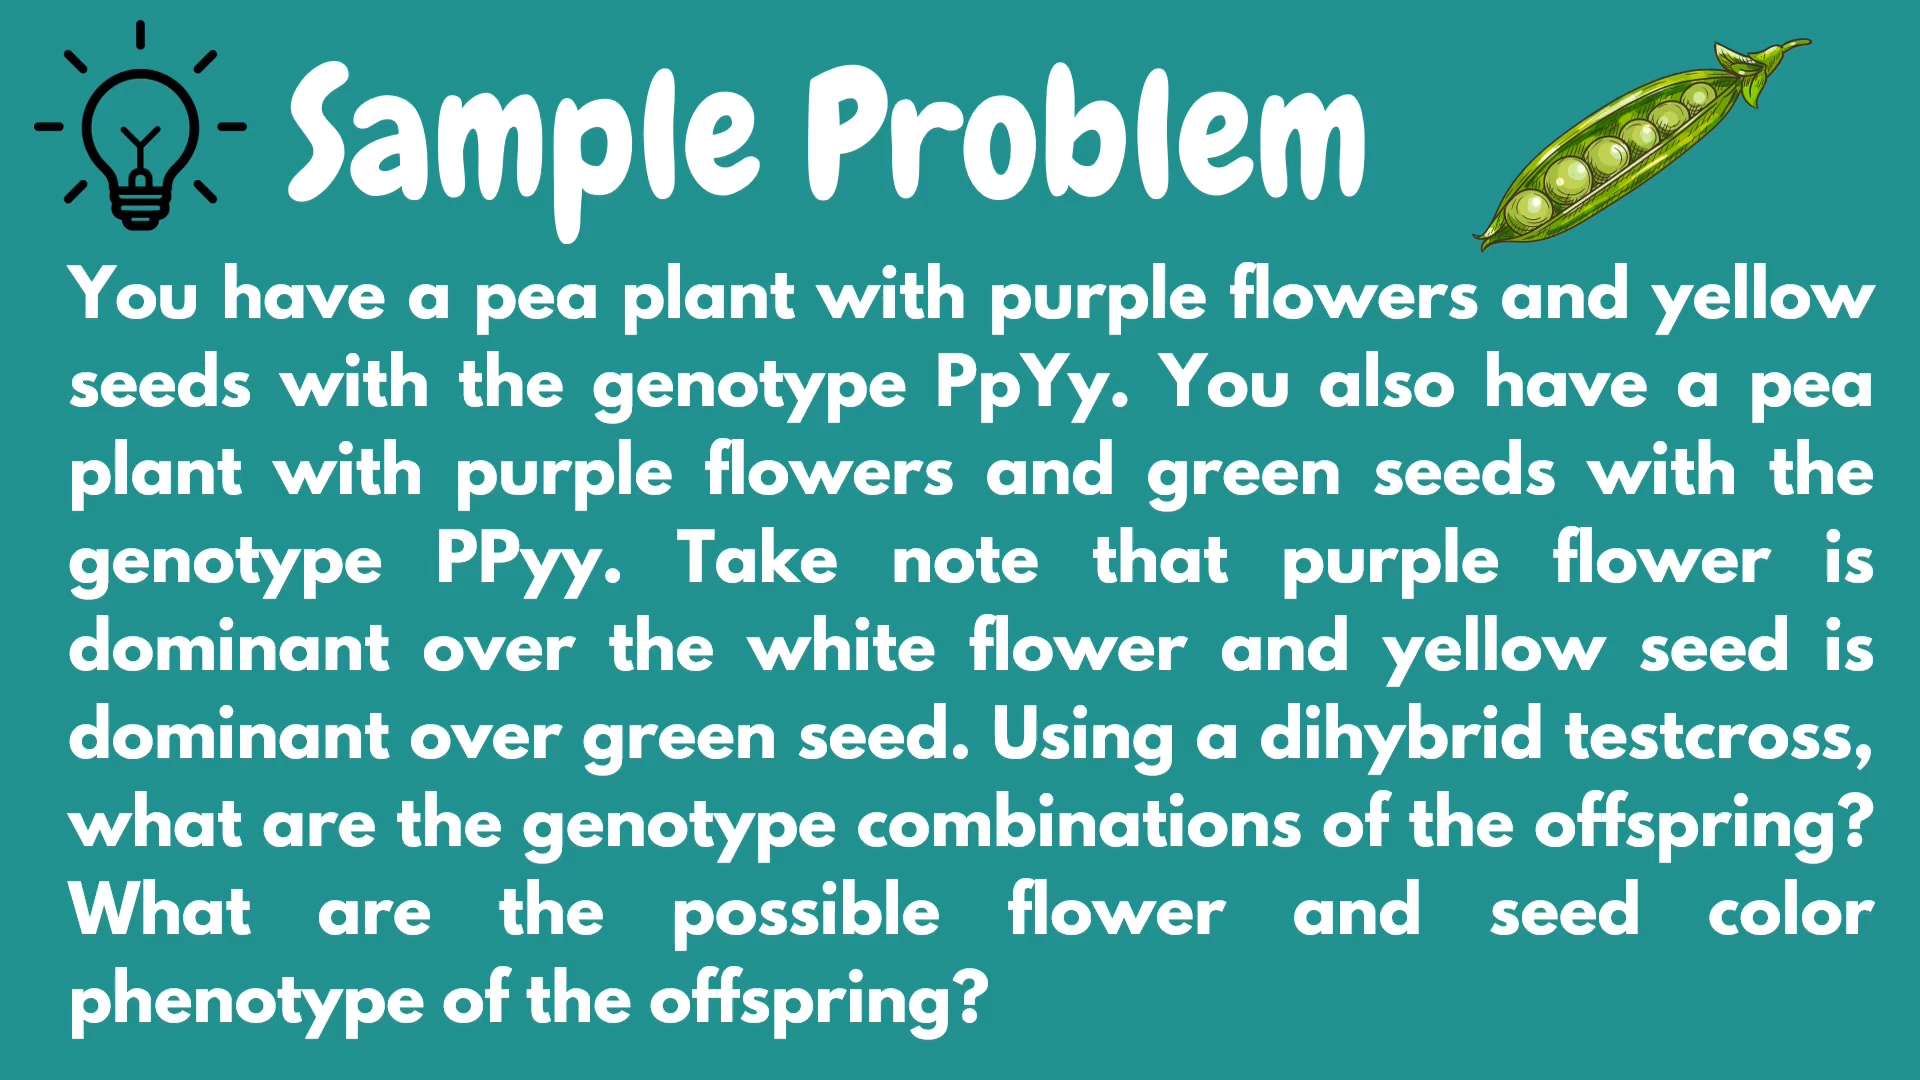 Sample Problem
You have a pea plant with purple flowers and yellow
seeds with the genotype PpYy. You also have a pea
plant with purple flowers and green seeds with the
genotype PPyy. Take note that purple flower is
dominant over the white flower and yellow seed is
dominant over green seed. Using a dihybrid testcross,
what are the genotype combinations of the offspring?
What are the possible flower and seed color
phenotype of the offspring?